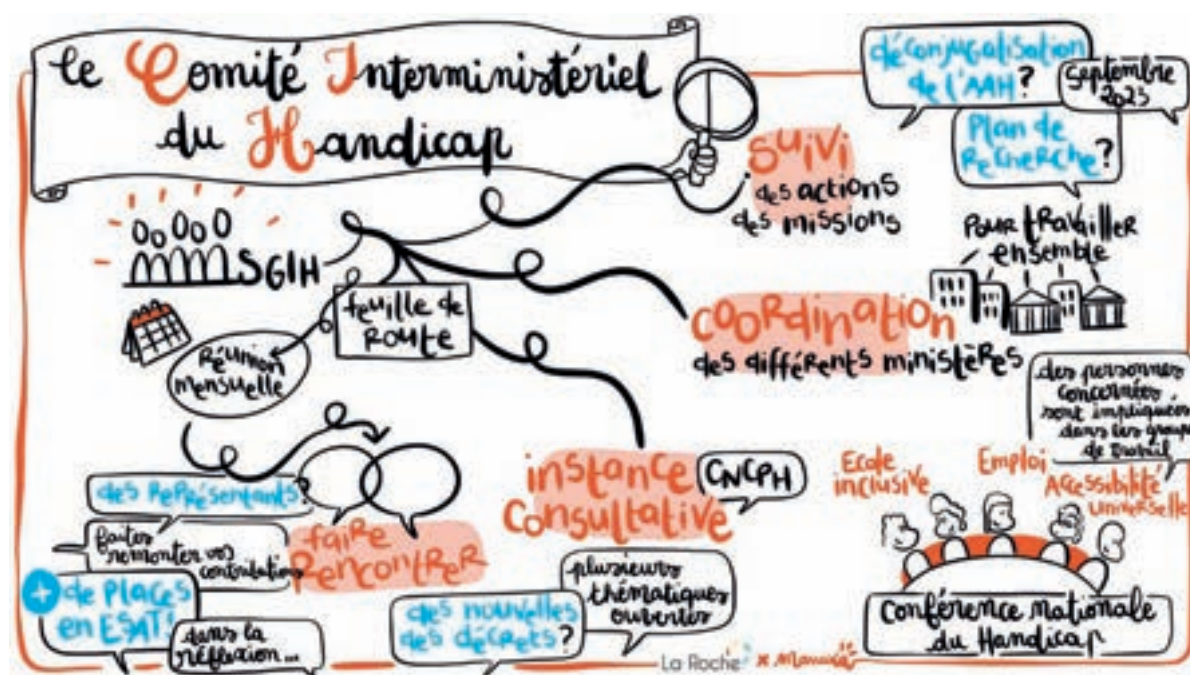 le Comité Interministériel
du Handicap
SUIVI
des actions
des missions
déconjugalisation
de l'AAH ?
Septembre
2023
Plan de
Recherche ?
Pour travailler
ensemble
SGIH
feuille de
Route
Réunion
mensuelle
COORDINATION
des différents ministères
des personnes
concernées
sont impliquées
dans les groupes
de travail
Ecole
inclusive
Emploi
Accessibilité
universelle
Conférence nationale
du Handicap
instance
Consultative
CNCPH
plusieurs
thématiques
ouvertes
des nouvelles
des décrets ?
des Représentants ?
faites
remonter vos
contributions
faire
Rencontrer
+ de places
en ESAT !
dans la
réflexion...
La Roche x